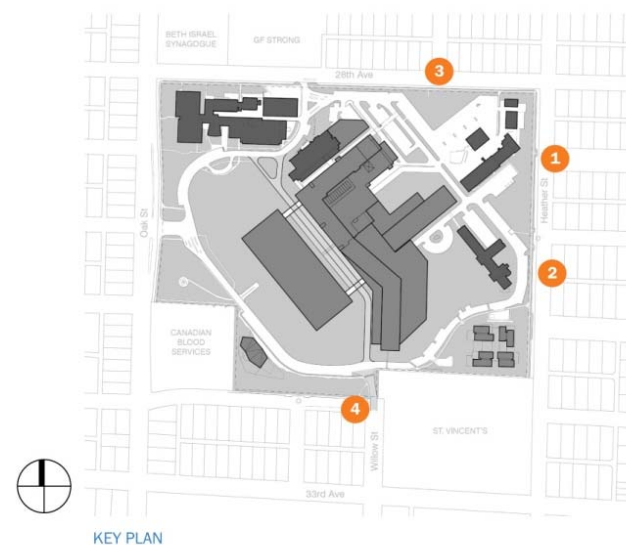 BETH ISRAEL
SYNAGOGUE
GF STRONG
28th Ave
3
1
Heather St
Oak St
2
CANADIAN
BLOOD
SERVICES
4
Willow St
ST. VINCENT'S
33rd Ave
KEY PLAN